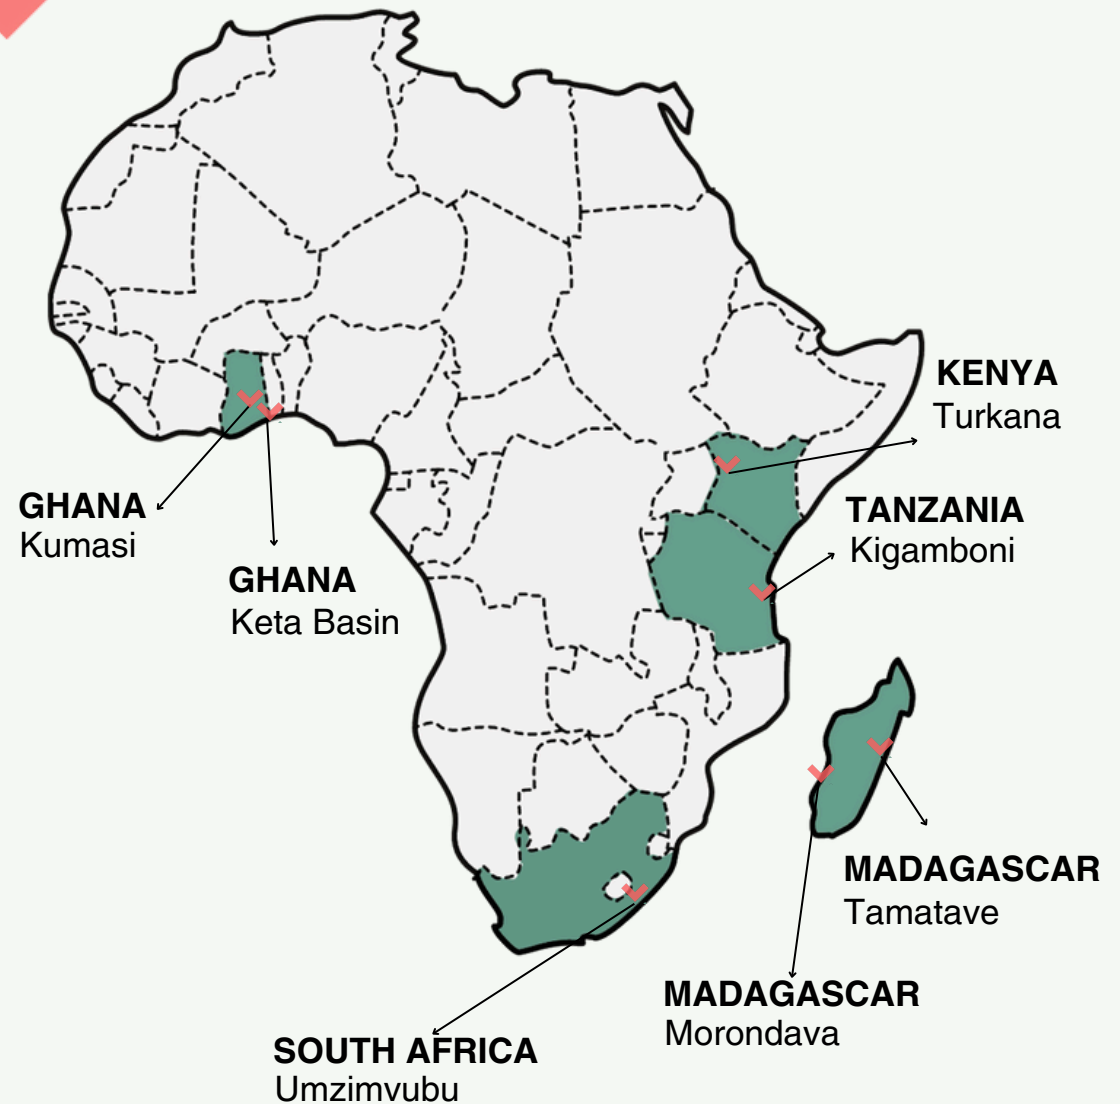 KENYA
Turkana
TANZANIA
Kigamboni
GHANA
Kumasi
GHANA
Keta Basin
MADAGASCAR
Tamatave
MADAGASCAR
Morondava
SOUTH AFRICA
Umzimvubu